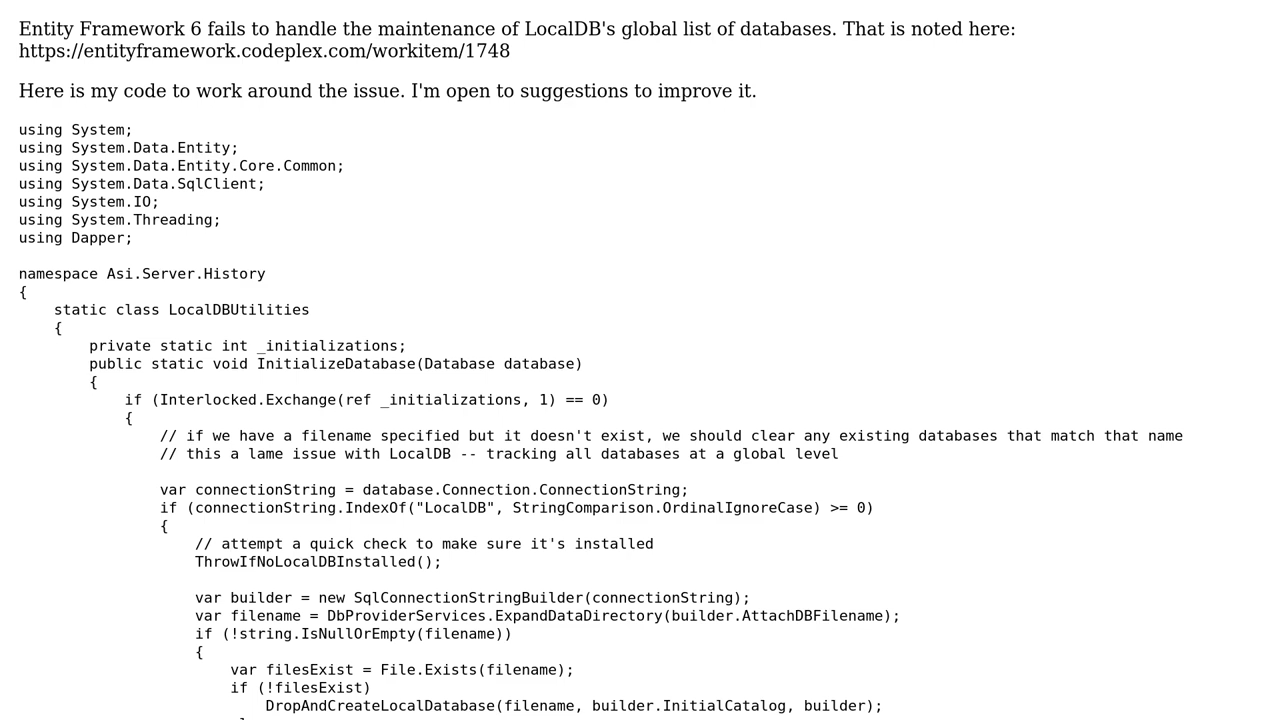 Entity Framework 6 fails to handle the maintenance of LocalDB's global list of databases. That is noted here:
https://entityframework.codeplex.com/workitem/1748
Here is my code to work around the issue. I'm open to suggestions to improve it.
using System;
using System.Data.Entity;
using System.Data.Entity.Core.Common;
using System.Data.SqlClient;
using System.IO;
using System.Threading;
using Dapper;
namespace Asi.Server.History
{
    static class LocalDBUtilities
    {
        private static int _initializations;
        public static void InitializeDatabase(Database database)
        {
            if (Interlocked.Exchange(ref _initializations, 1) == 0)
            {
                // if we have a filename specified but it doesn't exist, we should clear any existing databases that match that name
                // this a lame issue with LocalDB -- tracking all databases at a global level
                var connectionString = database.Connection.ConnectionString;
                if (connectionString.IndexOf("LocalDB", StringComparison.OrdinalIgnoreCase) >= 0)
                {
                    // attempt a quick check to make sure it's installed
                    ThrowIfNoLocalDBInstalled();
                    var builder = new SqlConnectionStringBuilder(connectionString);
                    var filename = DbProviderServices.ExpandDataDirectory(builder.AttachDBFilename);
                    if (!string.IsNullOrEmpty(filename))
                    {
                        var filesExist = File.Exists(filename);
                        if (!filesExist)
                            DropAndCreateLocalDatabase(filename, builder.InitialCatalog, builder);